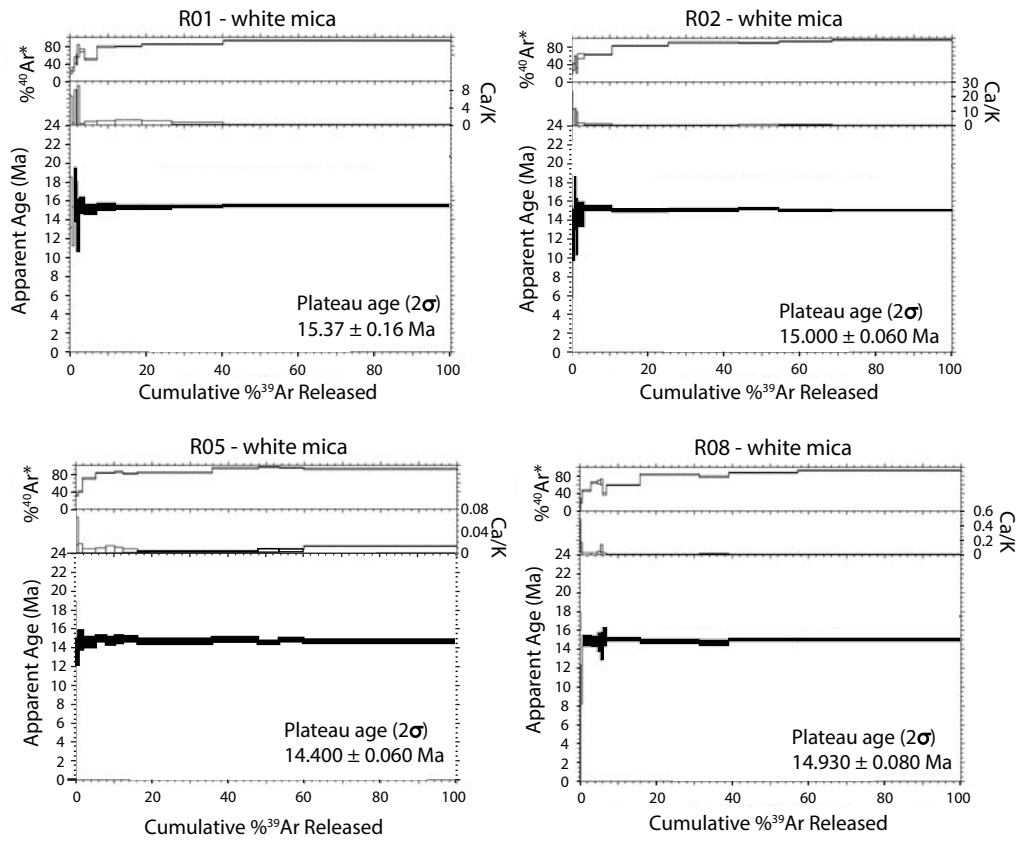 R01 - white mica
%⁴⁰Ar*
80
40
0
8
4
0
Ca/K
Apparent Age (Ma)
24
22
20
18
16
14
12
10
8
6
4
2
0
Plateau age (2σ)
15.37 ± 0.16 Ma
0 20 40 60 80 100
Cumulative %³⁹Ar Released
R02 - white mica
%⁴⁰Ar*
80
40
0
30
20
10
0
Ca/K
Apparent Age (Ma)
24
22
20
18
16
14
12
10
8
6
4
2
0
Plateau age (2σ)
15.000 ± 0.060 Ma
0 20 40 60 80 100
Cumulative %³⁹Ar Released
R05 - white mica
%⁴⁰Ar*
80
40
0
0.08
0.04
0
Ca/K
Apparent Age (Ma)
24
22
20
18
16
14
12
10
8
6
4
2
0
Plateau age (2σ)
14.400 ± 0.060 Ma
0 20 40 60 80 100
Cumulative %³⁹Ar Released
R08 - white mica
%⁴⁰Ar*
80
40
0
0.6
0.4
0.2
0
Ca/K
Apparent Age (Ma)
24
22
20
18
16
14
12
10
8
6
4
2
0
Plateau age (2σ)
14.930 ± 0.080 Ma
0 20 40 60 80 100
Cumulative %³⁹Ar Released